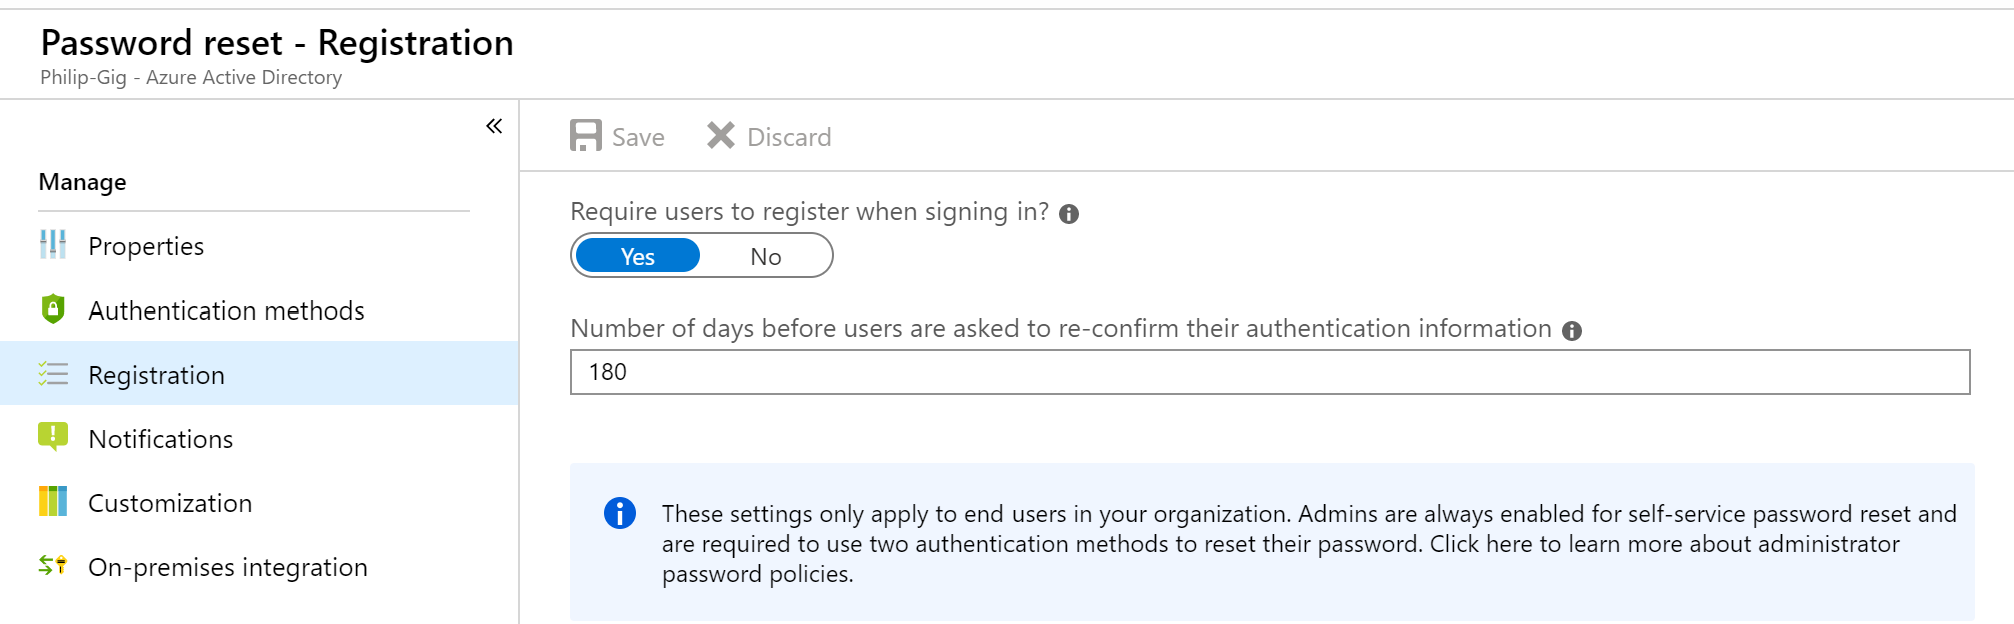 Password reset - Registration
Philip-Gig - Azure Active Directory
«
Manage
Properties
Authentication methods
Registration
Notifications
Customization
On-premises integration
Save Discard
Require users to register when signing in?
Yes No
Number of days before users are asked to re-confirm their authentication information
180
These settings only apply to end users in your organization. Admins are always enabled for self-service password reset and
are required to use two authentication methods to reset their password. Click here to learn more about administrator
password policies.